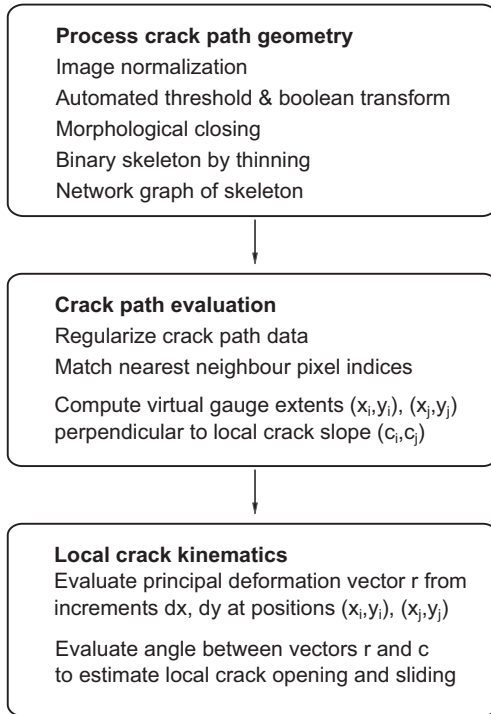 Process crack path geometry
Image normalization
Automated threshold & boolean transform
Morphological closing
Binary skeleton by thinning
Network graph of skeleton
Crack path evaluation
Regularize crack path data
Match nearest neighbour pixel indices
Compute virtual gauge extents (xᵢ,yᵢ), (xⱼ,yⱼ)
perpendicular to local crack slope (cᵢ,cⱼ)
Local crack kinematics
Evaluate principal deformation vector r from
increments dx, dy at positions (xᵢ,yᵢ), (xⱼ,yⱼ)
Evaluate angle between vectors r and c
to estimate local crack opening and sliding